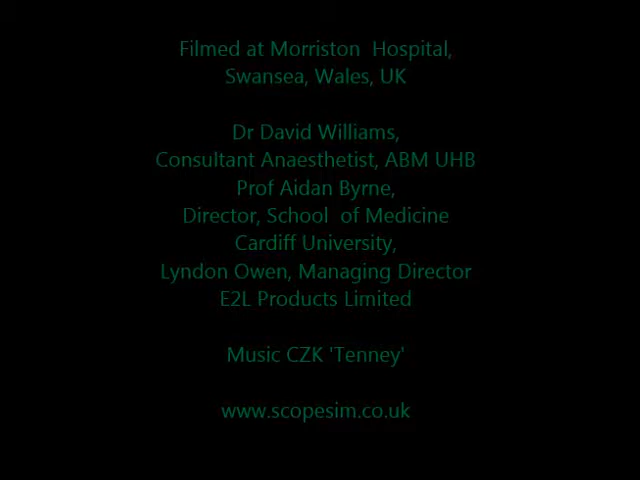 Filmed at Morriston  Hospital,
Swansea, Wales, UK
Dr David Williams,
Consultant Anaesthetist, ABM UHB
Prof Aidan Byrne,
Director, School  of Medicine
Cardiff University,
Lyndon Owen, Managing Director
E2L Products Limited
Music CZK 'Tenney'
www.scopesim.co.uk